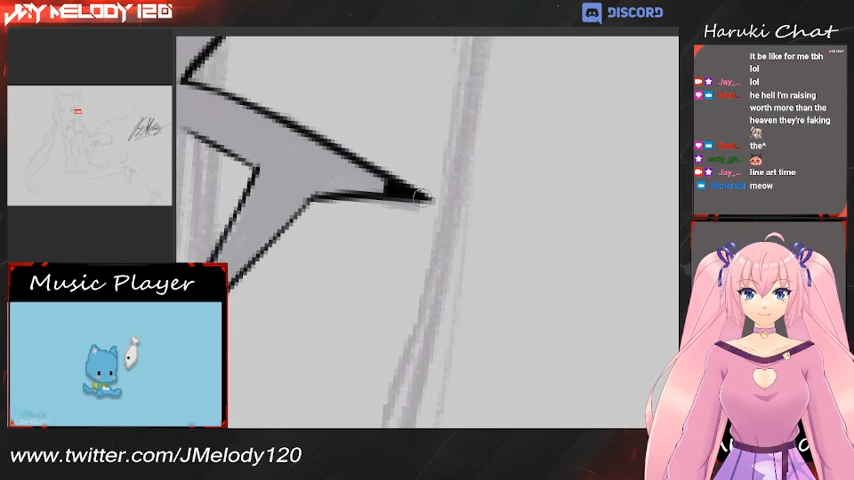 JAY MELODY 120
DISCORD
Haruki Chat
It be like for me tbh
lol
Jay_... lol
he hell I'm raising
worth more than the
heaven they're faking
the*
line art time
meow
Music Player
www.twitter.com/JMelody120